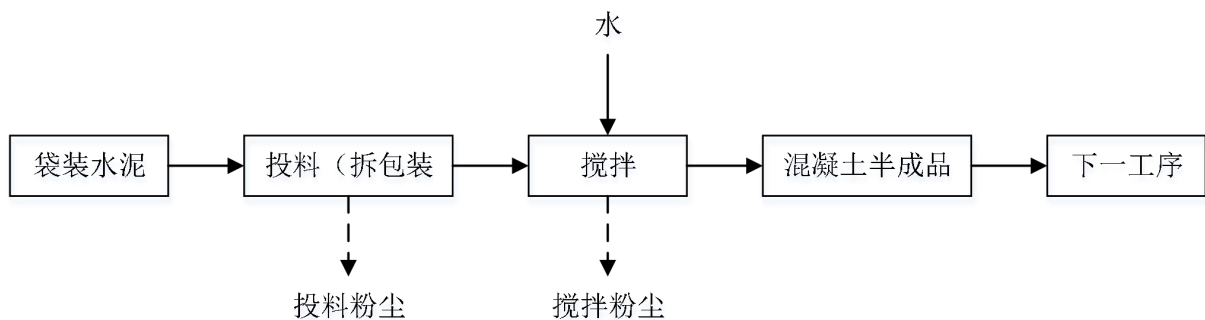 水
袋装水泥
投料（拆包装
搅拌
混凝土半成品
下一工序
投料粉尘
搅拌粉尘